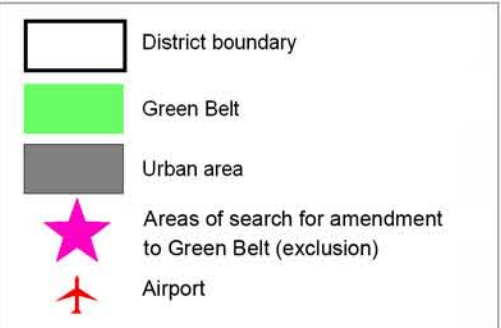 District boundary
Green Belt
Urban area
Areas of search for amendment
to Green Belt (exclusion)
Airport